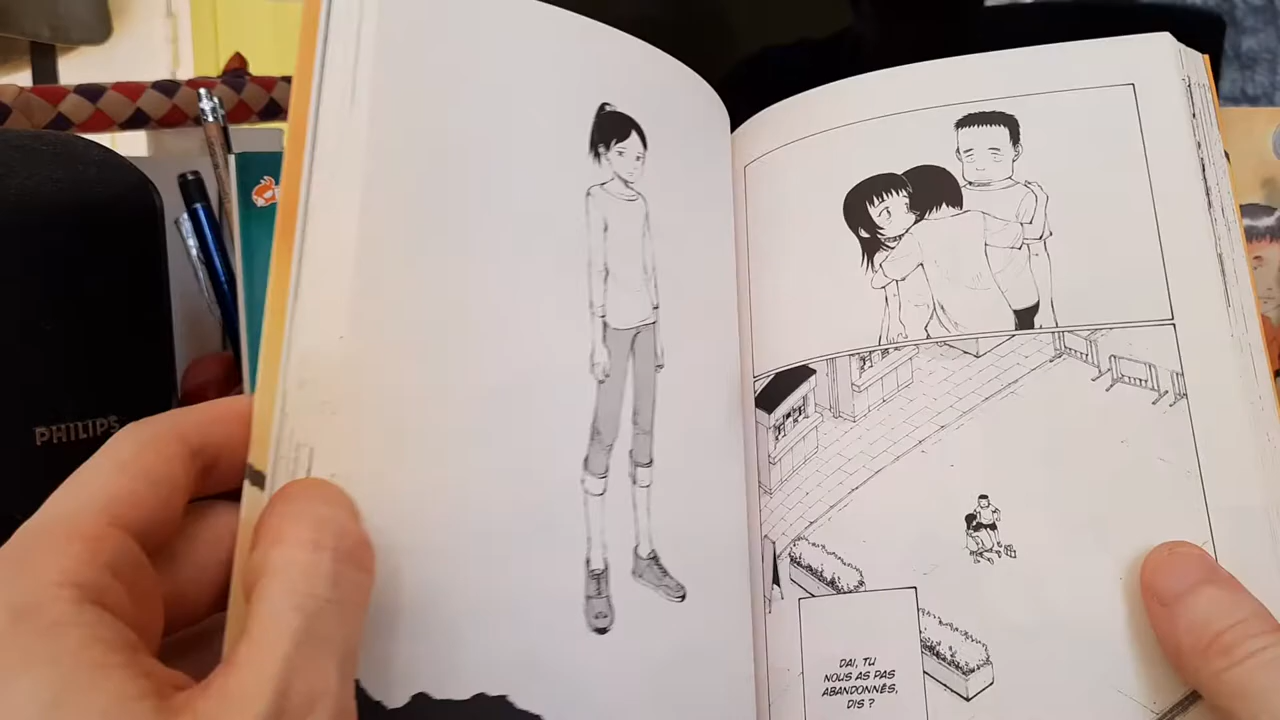 PHILIPS
DAI, TU
NOUS AS PAS
ABANDONNÉS,
DIS ?